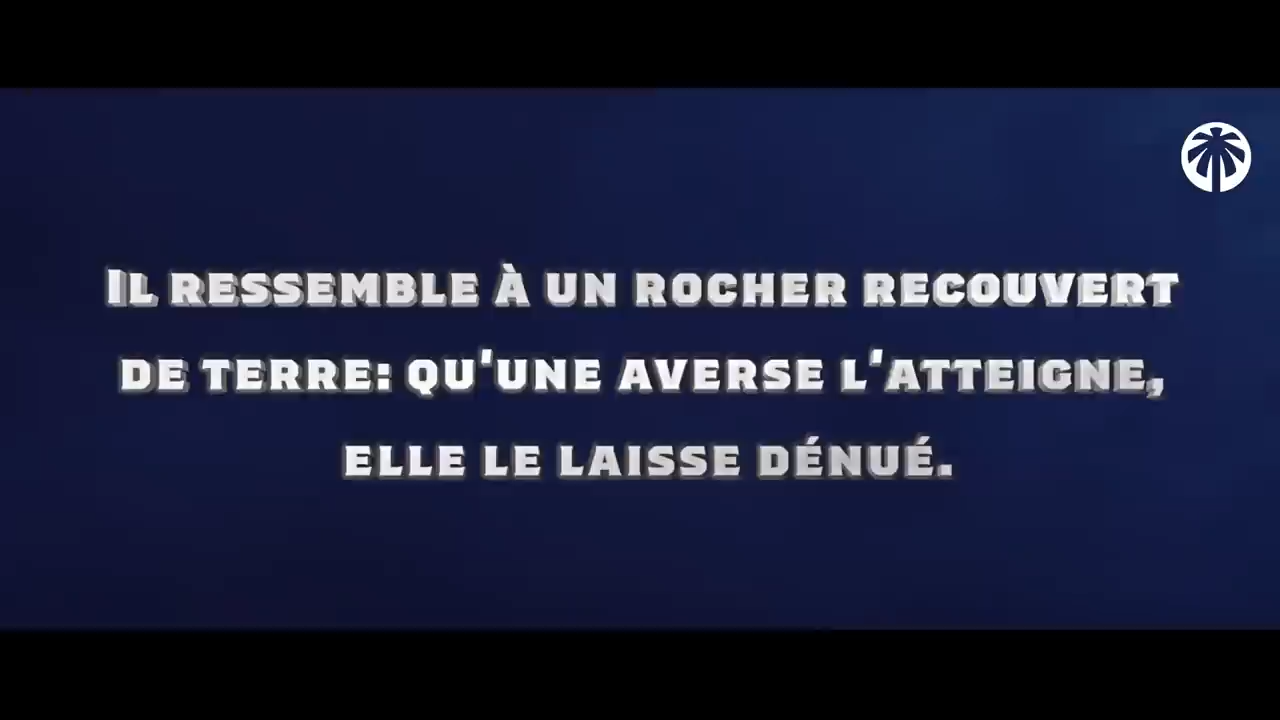 Il ressemble à un rocher recouvert
de terre: qu'une averse l'atteigne,
elle le laisse dénué.